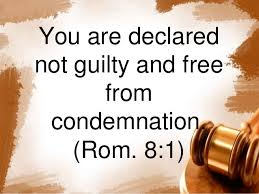 You are declared
not guilty and free
from
condemnation.
(Rom. 8:1)